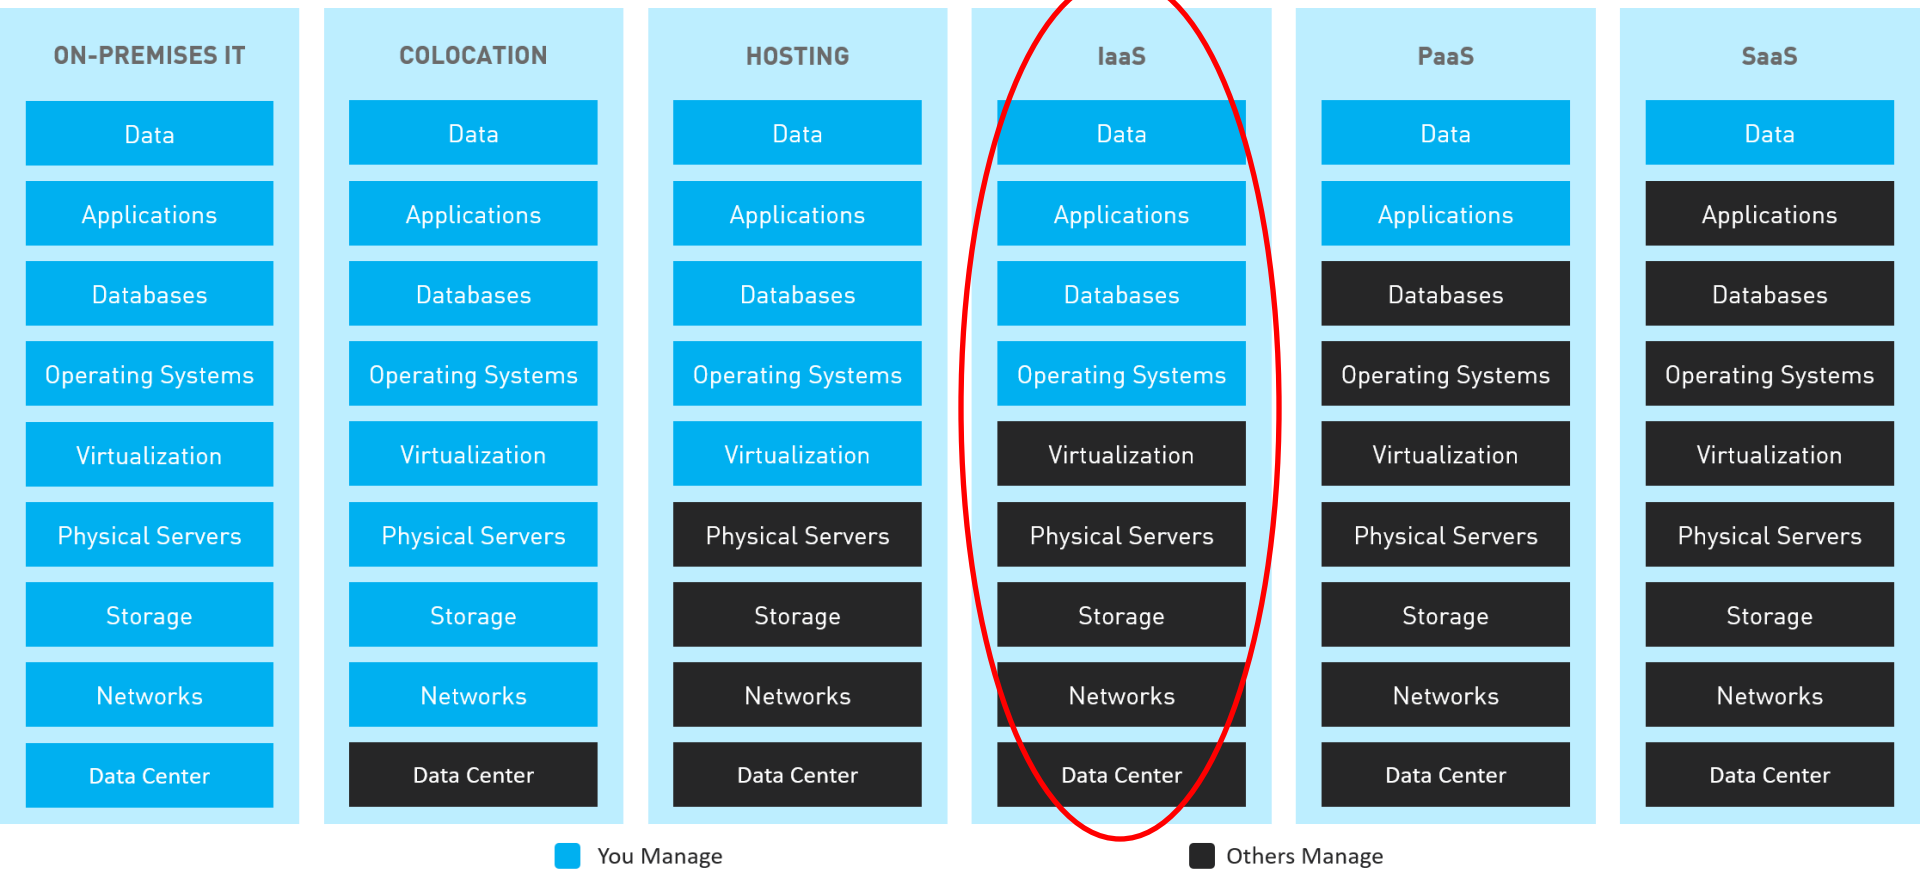 ON-PREMISES IT
Data
Applications
Databases
Operating Systems
Virtualization
Physical Servers
Storage
Networks
Data Center
COLOCATION
Data
Applications
Databases
Operating Systems
Virtualization
Physical Servers
Storage
Networks
Data Center
HOSTING
Data
Applications
Databases
Operating Systems
Virtualization
Physical Servers
Storage
Networks
Data Center
IaaS
Data
Applications
Databases
Operating Systems
Virtualization
Physical Servers
Storage
Networks
Data Center
PaaS
Data
Applications
Databases
Operating Systems
Virtualization
Physical Servers
Storage
Networks
Data Center
SaaS
Data
Applications
Databases
Operating Systems
Virtualization
Physical Servers
Storage
Networks
Data Center
You Manage
Others Manage